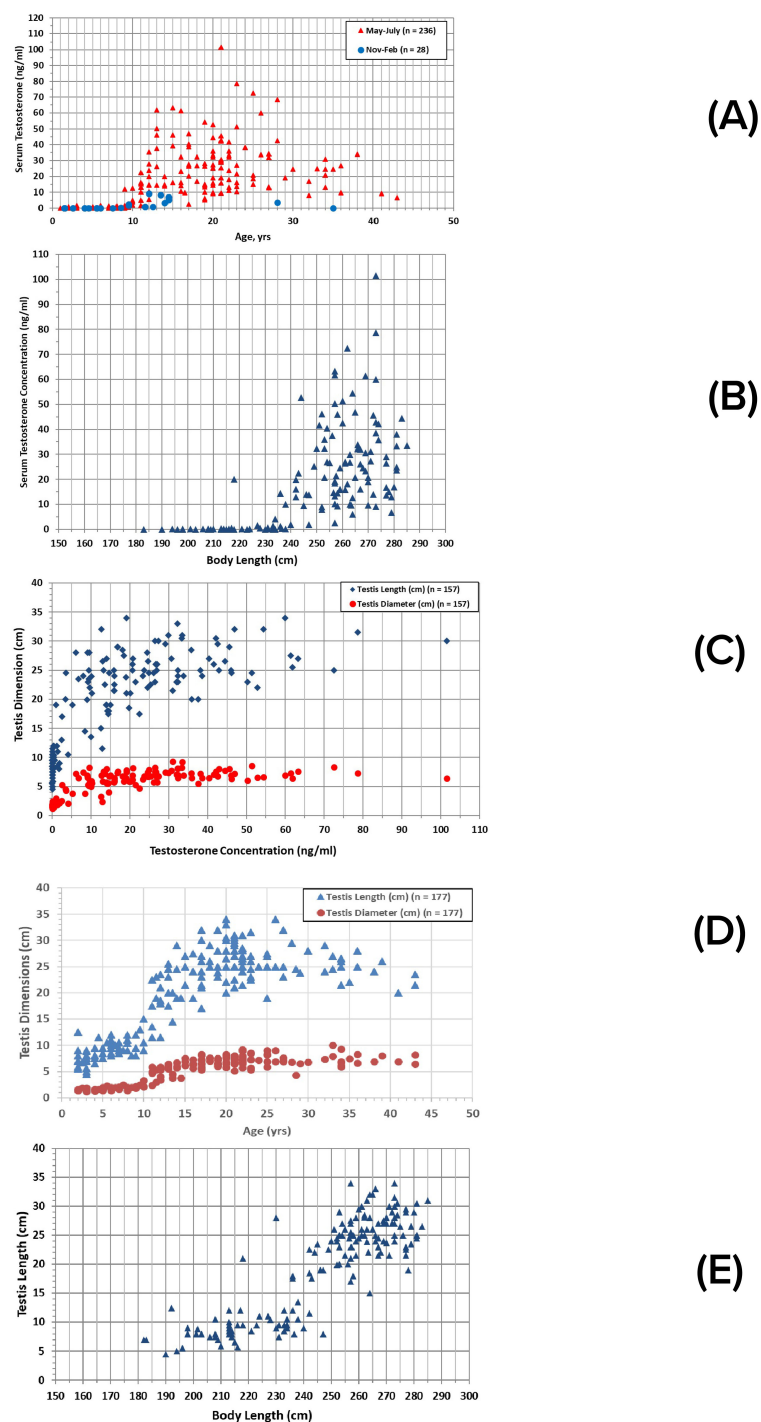 120
110
100
90
80
70
60
50
40
30
20
10
0
Serum Testosterone (ng/ml)
May-July (n = 236)
Nov-Feb (n = 28)
0 10 20 30 40 50
Age, yrs
(A)
110
100
90
80
70
60
50
40
30
20
10
0
Serum Testosterone Concentration (ng/ml)
150 160 170 180 190 200 210 220 230 240 250 260 270 280 290 300
Body Length (cm)
(B)
40
35
30
25
20
15
10
5
0
Testis Dimension (cm)
Testis Length (cm) (n = 157)
Testis Diameter (cm) (n = 157)
0 10 20 30 40 50 60 70 80 90 100 110
Testosterone Concentration (ng/ml)
(C)
40
35
30
25
20
15
10
5
0
Testis Dimensions (cm)
Testis Length (cm) (n = 177)
Testis Diameter (cm) (n = 177)
0 5 10 15 20 25 30 35 40 45 50
Age (yrs)
(D)
40
35
30
25
20
15
10
5
0
Testis Length (cm)
150 160 170 180 190 200 210 220 230 240 250 260 270 280 290 300
Body Length (cm)
(E)